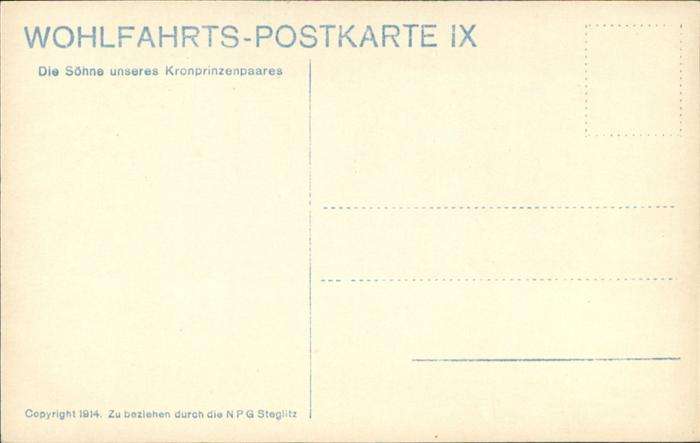 WOHLFAHRTS-POSTKARTE IX
Die Söhne unseres Kronprinzenpaares
Copyright 1914. Zu beziehen durch die N.P.G Steglitz